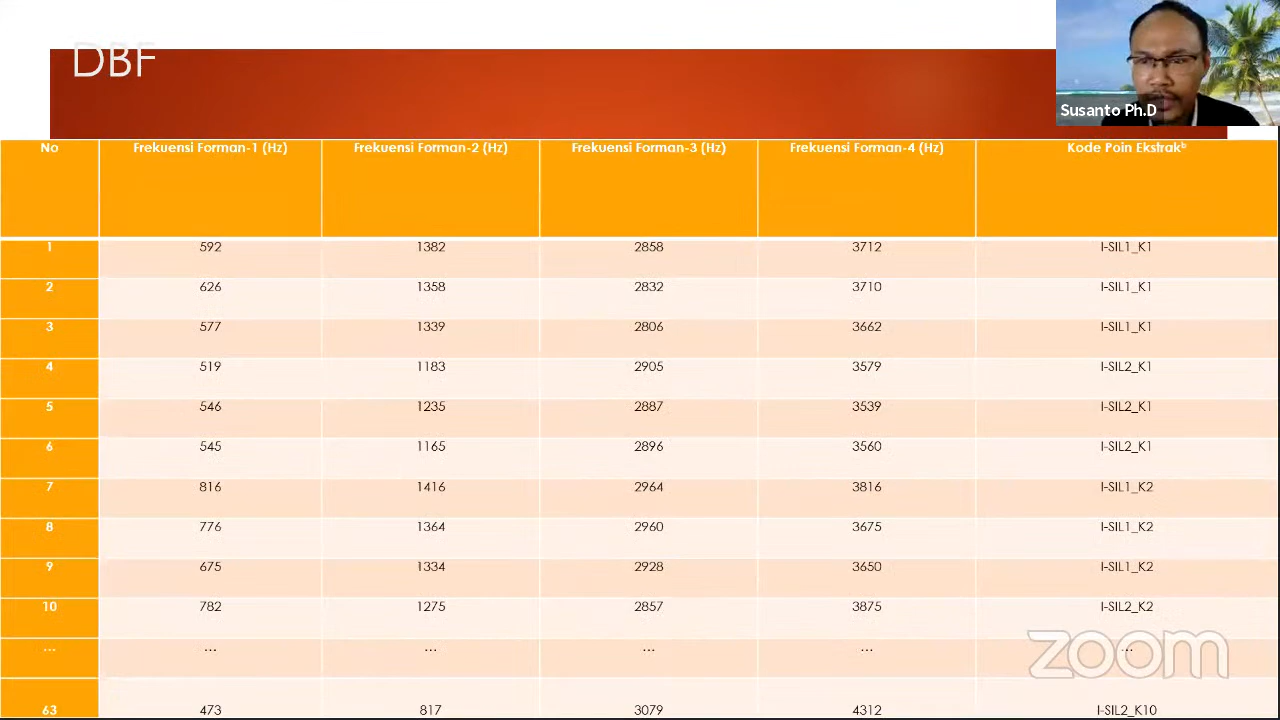 DBF
Susanto Ph.D
No Frekuensi Forman-1 (Hz) Frekuensi Forman-2 (Hz) Frekuensi Forman-3 (Hz) Frekuensi Forman-4 (Hz) Kode Poin Ekstrakᵇ
1 592 1382 2858 3712 I-SIL1_K1
2 626 1358 2832 3710 I-SIL1_K1
3 577 1339 2806 3662 I-SIL1_K1
4 519 1183 2905 3579 I-SIL2_K1
5 546 1235 2887 3539 I-SIL2_K1
6 545 1165 2896 3560 I-SIL2_K1
7 816 1416 2964 3816 I-SIL1_K2
8 776 1364 2960 3675 I-SIL1_K2
9 675 1334 2928 3650 I-SIL1_K2
10 782 1275 2857 3875 I-SIL2_K2
... ... ... ... ... ...
63 473 817 3079 4312 I-SIL2_K10
zoom